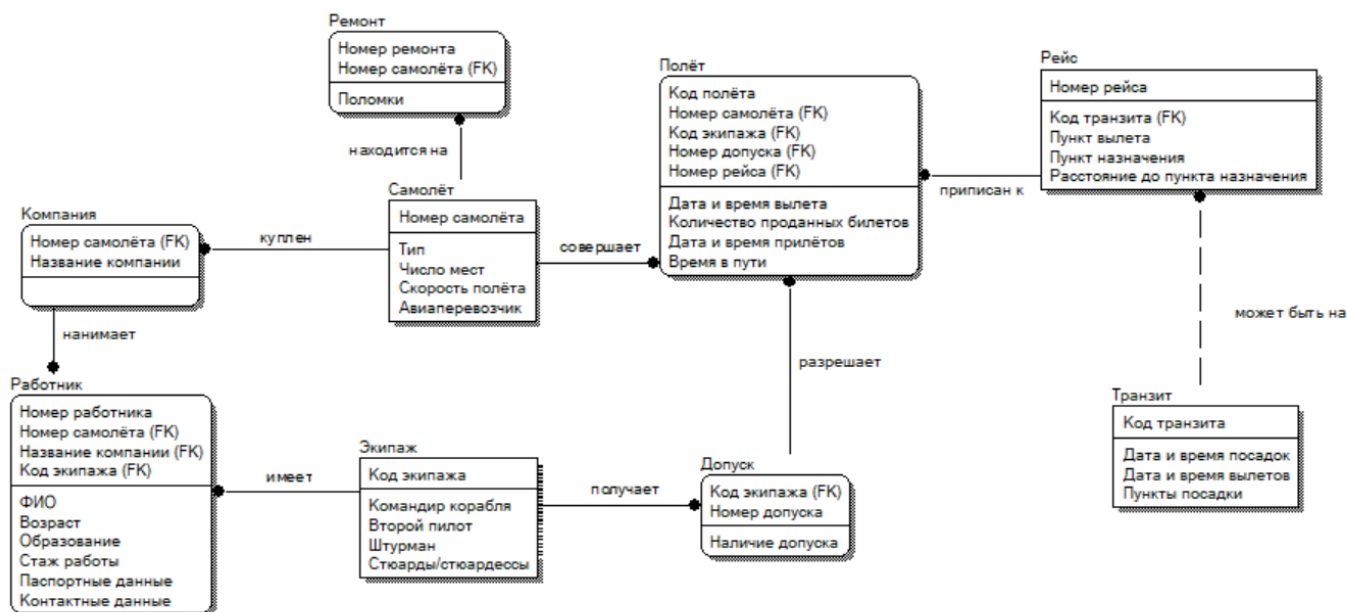 Ремонт
Номер ремонта
Номер самолёта (FK)
Поломки
находится на
Полёт
Код полёта
Номер самолёта (FK)
Код экипажа (FK)
Номер допуска (FK)
Номер рейса (FK)
Дата и время вылета
Количество проданных билетов
Дата и время прилётов
Время в пути
Рейс
Номер рейса
Код транзита (FK)
Пункт вылета
Пункт назначения
Расстояние до пункта назначения
приписан к
Самолёт
Номер самолёта
Тип
Число мест
Скорость полёта
Авиаперевозчик
Компания
Номер самолёта (FK)
Название компании
куплен
совершает
нанимает
разрешает
может быть на
Работник
Номер работника
Номер самолёта (FK)
Название компании (FK)
Код экипажа (FK)
ФИО
Возраст
Образование
Стаж работы
Паспортные данные
Контактные данные
имеет
Экипаж
Код экипажа
Командир корабля
Второй пилот
Штурман
Стюарды/стюардессы
получает
Допуск
Код экипажа (FK)
Номер допуска
Наличие допуска
Транзит
Код транзита
Дата и время посадок
Дата и время вылетов
Пункты посадки